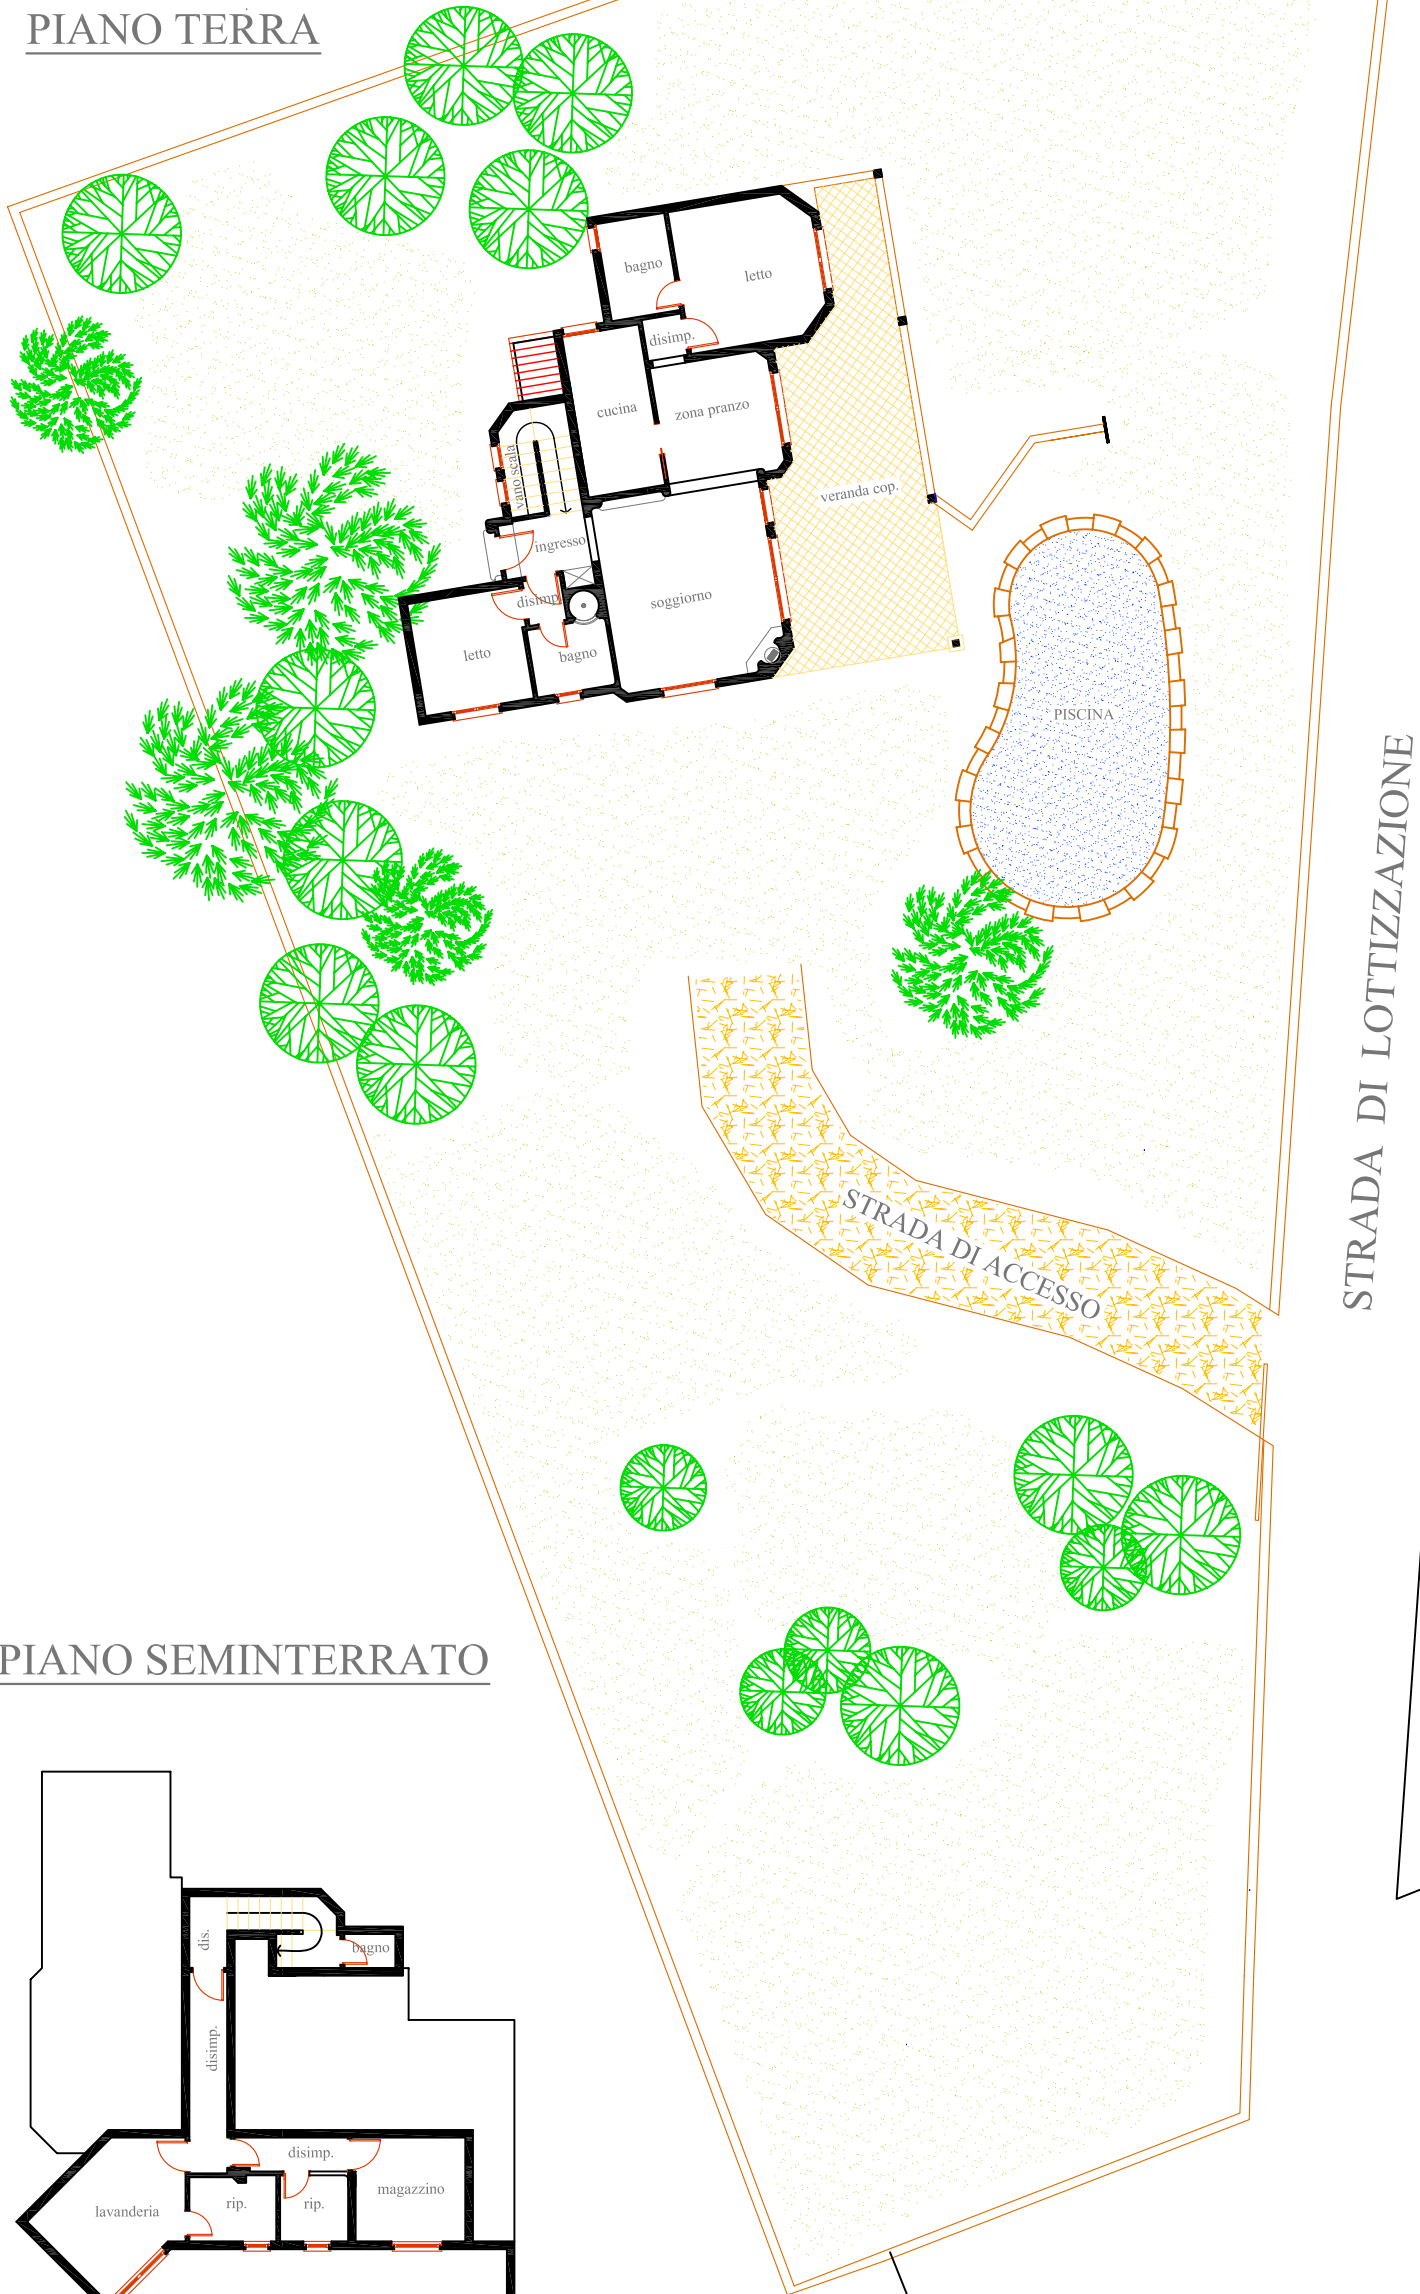 PIANO TERRA
bagno
letto
disimp.
cucina
zona pranzo
vano scala
veranda cop.
ingresso
soggiorno
disimp.
letto
bagno
PISCINA
STRADA DI LOTTIZZAZIONE
STRADA DI ACCESSO
PIANO SEMINTERRATO
dis.
bagno
disimp.
disimp.
magazzino
lavanderia
rip.
rip.